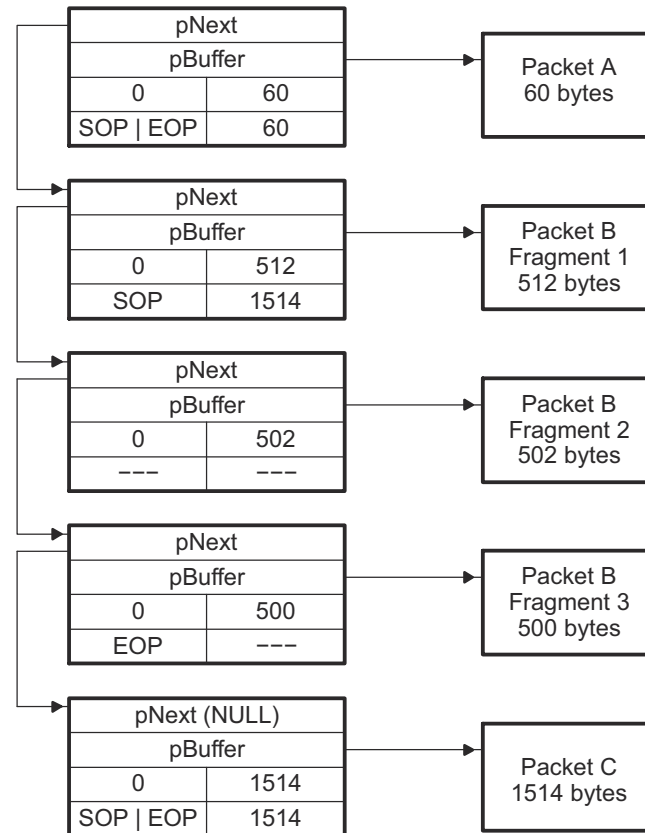 pNext
pBuffer
0 60
SOP | EOP 60
Packet A
60 bytes
pNext
pBuffer
0 512
SOP 1514
Packet B
Fragment 1
512 bytes
pNext
pBuffer
0 502
––– –––
Packet B
Fragment 2
502 bytes
pNext
pBuffer
0 500
EOP –––
Packet B
Fragment 3
500 bytes
pNext (NULL)
pBuffer
0 1514
SOP | EOP 1514
Packet C
1514 bytes